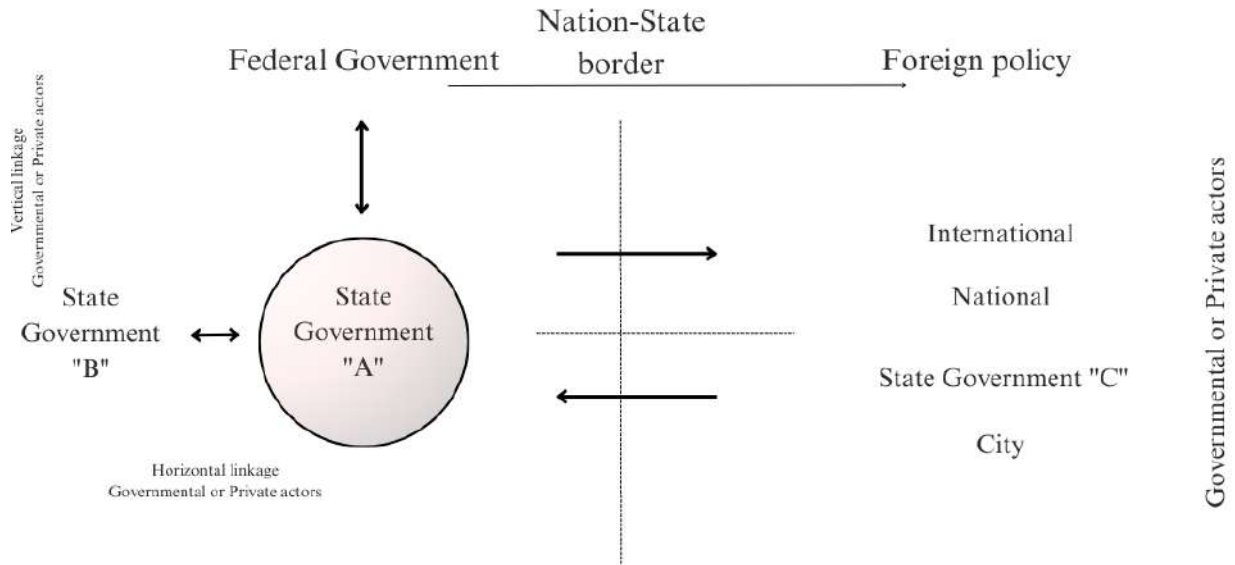 Nation-State
border
Federal Government
Foreign policy
Vertical linkage
Governmental or Private actors
State
Government
"B"
State
Government
"A"
International
National
State Government "C"
City
Governmental or Private actors
Horizontal linkage
Governmental or Private actors